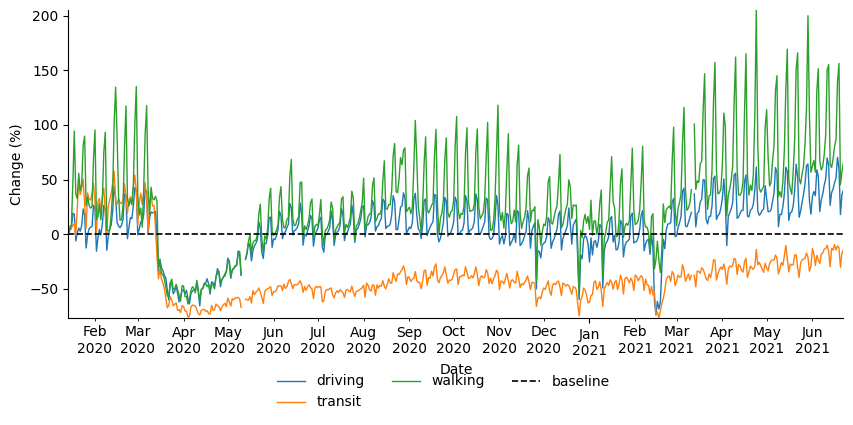 200
150
100
50
0
−50
Change (%)
Feb Mar Apr May Jun Jul Aug Sep Oct Nov Dec Jan Feb Mar Apr May Jun
2020 2020 2020 2020 2020 2020 2020 2020 2020 2020 2020 2021 2021 2021 2021 2021 2021
Date
driving walking baseline
transit